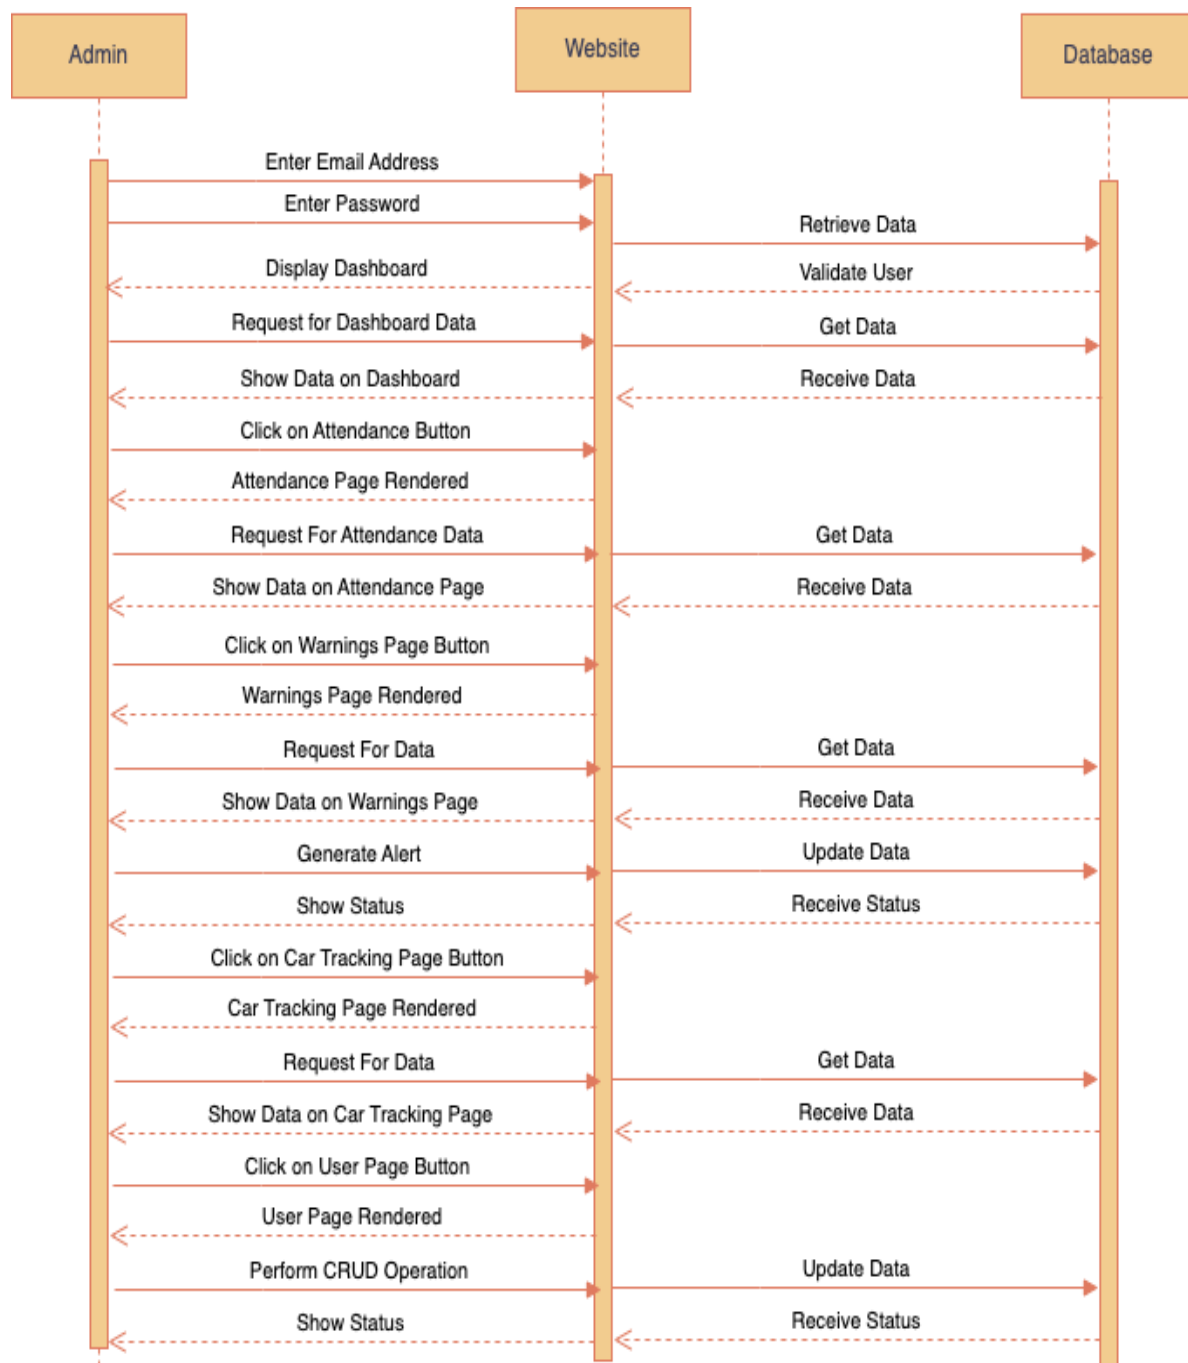 Admin
Website
Database
Enter Email Address
Enter Password
Retrieve Data
Display Dashboard
Validate User
Request for Dashboard Data
Get Data
Show Data on Dashboard
Receive Data
Click on Attendance Button
Attendance Page Rendered
Request For Attendance Data
Get Data
Show Data on Attendance Page
Receive Data
Click on Warnings Page Button
Warnings Page Rendered
Request For Data
Get Data
Show Data on Warnings Page
Receive Data
Generate Alert
Update Data
Show Status
Receive Status
Click on Car Tracking Page Button
Car Tracking Page Rendered
Request For Data
Get Data
Show Data on Car Tracking Page
Receive Data
Click on User Page Button
User Page Rendered
Perform CRUD Operation
Update Data
Show Status
Receive Status